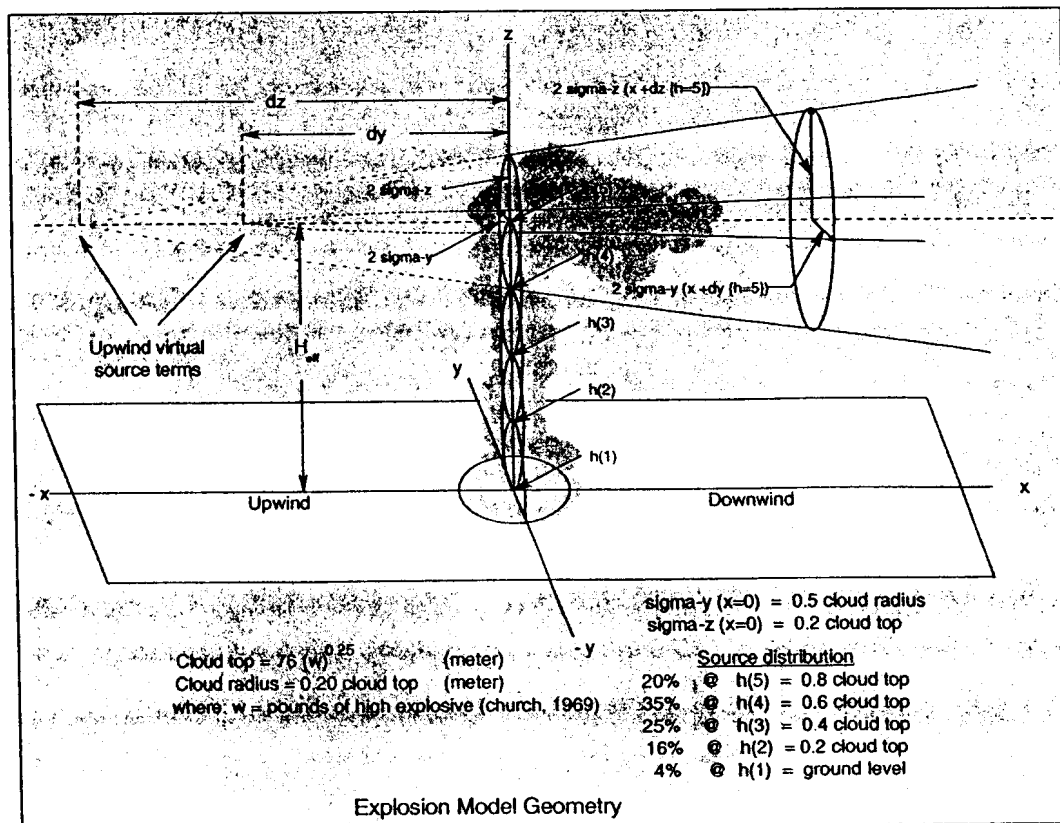 z
dz
2 sigma-z (x +dz {h=5})
dy
2 sigma-z
2 sigma-y
h(4)
2 sigma-y (x +dy {h=5})
Upwind virtual
source terms
H eff
h(3)
y
h(2)
h(1)
- x
x
Upwind
Downwind
- y
sigma-y (x=0) = 0.5 cloud radius
sigma-z (x=0) = 0.2 cloud top
Cloud top = 76 (w)^0.25 (meter)
Cloud radius = 0.20 cloud top (meter)
where: w = pounds of high explosive (church, 1969)
Source distribution
20% @ h(5) = 0.8 cloud top
35% @ h(4) = 0.6 cloud top
25% @ h(3) = 0.4 cloud top
16% @ h(2) = 0.2 cloud top
4% @ h(1) = ground level
Explosion Model Geometry